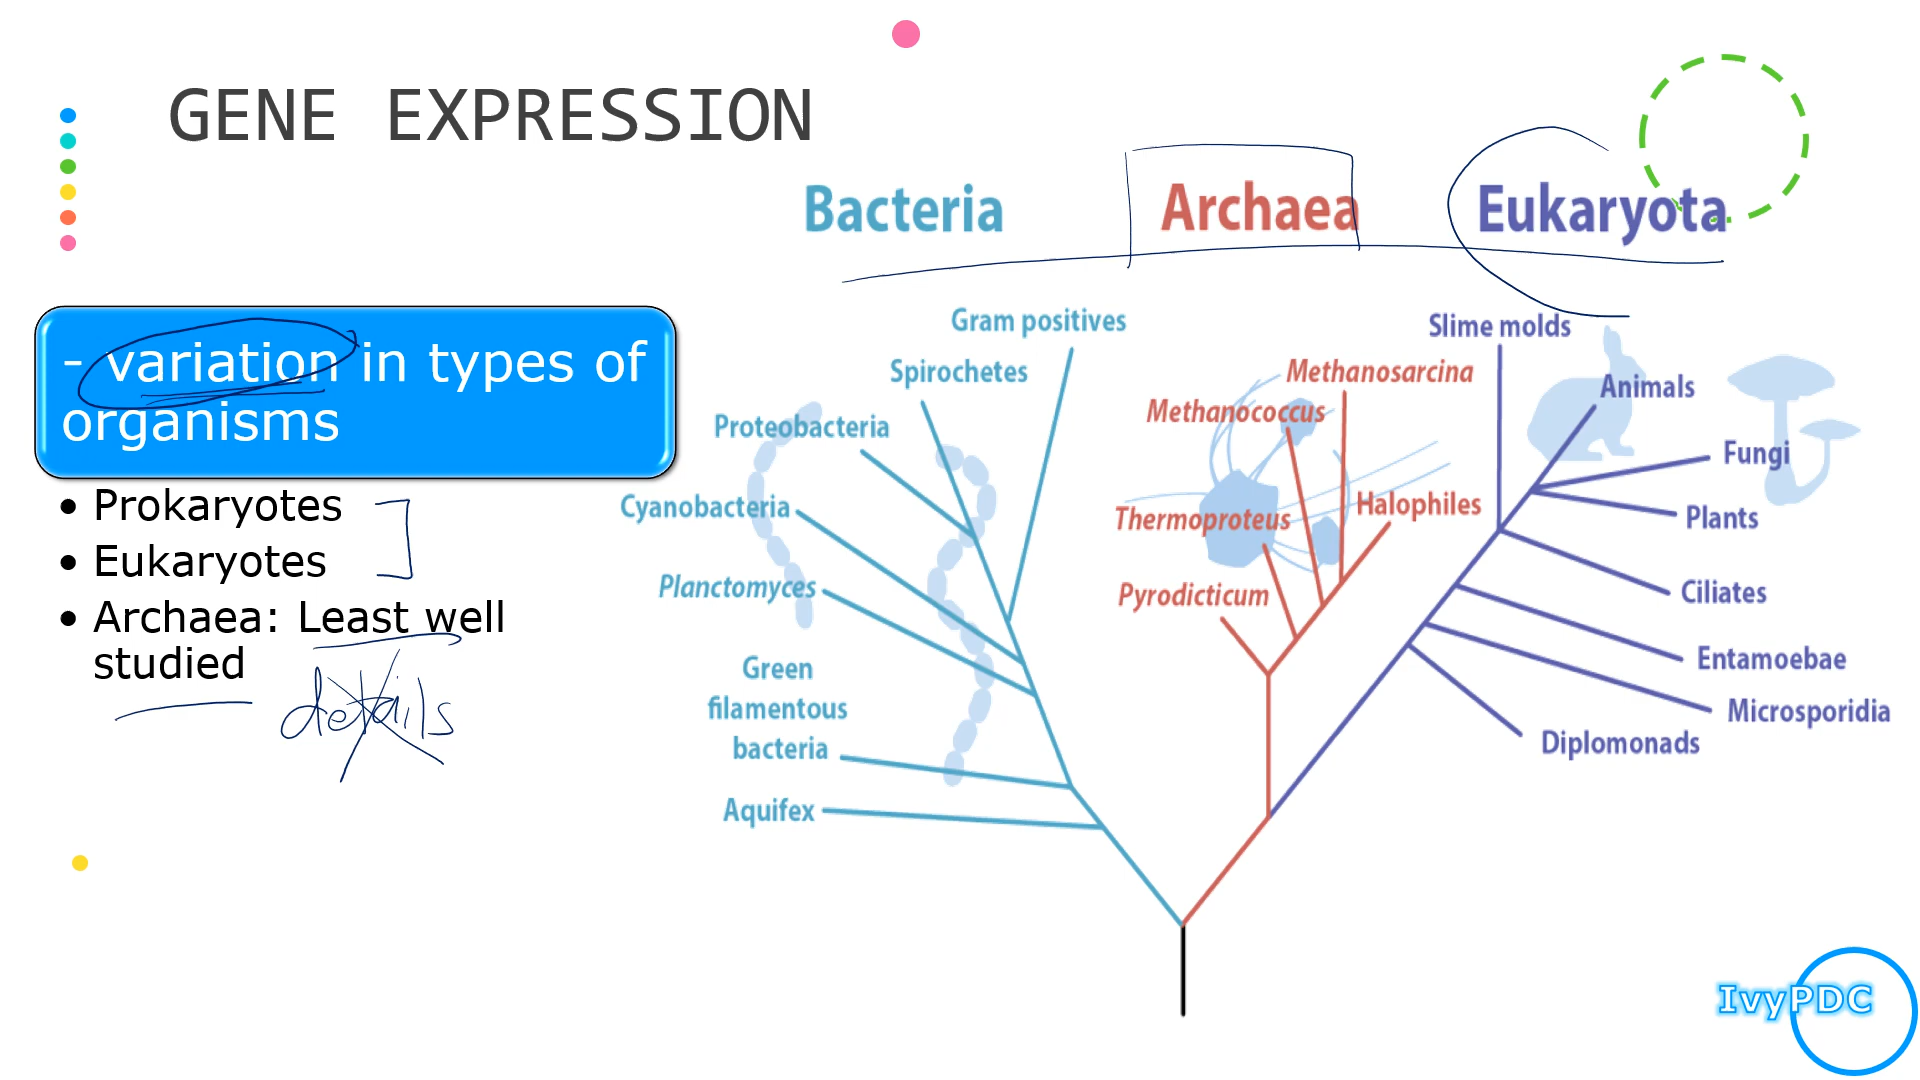 GENE EXPRESSION
- variation in types of
organisms
• Prokaryotes
• Eukaryotes
• Archaea: Least well
studied
details
Bacteria
Archaea
Eukaryota
Gram positives
Spirochetes
Proteobacteria
Cyanobacteria
Planctomyces
Green
filamentous
bacteria
Aquifex
Methanosarcina
Methanococcus
Thermoproteus
Halophiles
Pyrodicticum
Slime molds
Animals
Fungi
Plants
Ciliates
Entamoebae
Microsporidia
Diplomonads
IvyPDC